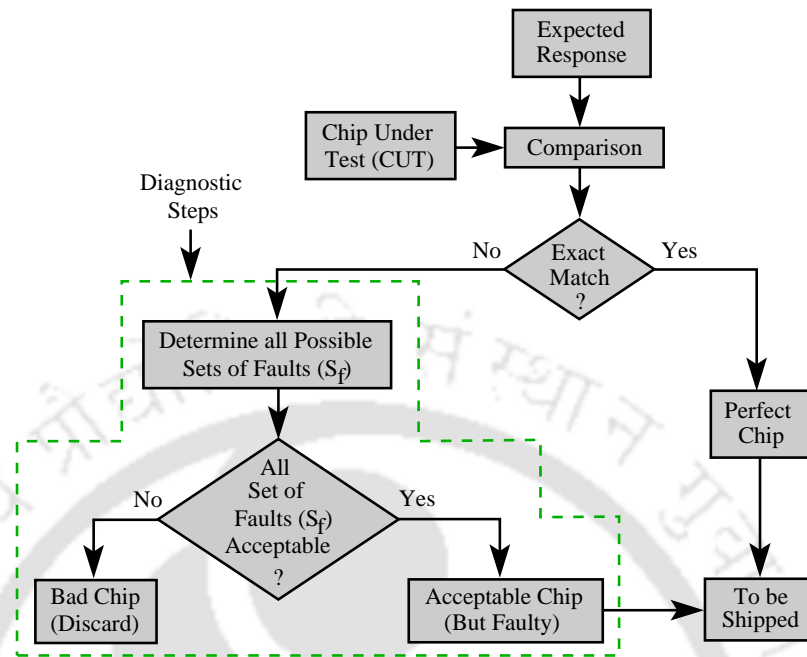 Expected
Response
Chip Under
Test (CUT)
Comparison
Diagnostic
Steps
No
Exact
Match
?
Yes
Determine all Possible
Sets of Faults (Sf)
Perfect
Chip
No
All
Set of
Faults (Sf)
Acceptable
?
Yes
Bad Chip
(Discard)
Acceptable Chip
(But Faulty)
To be
Shipped